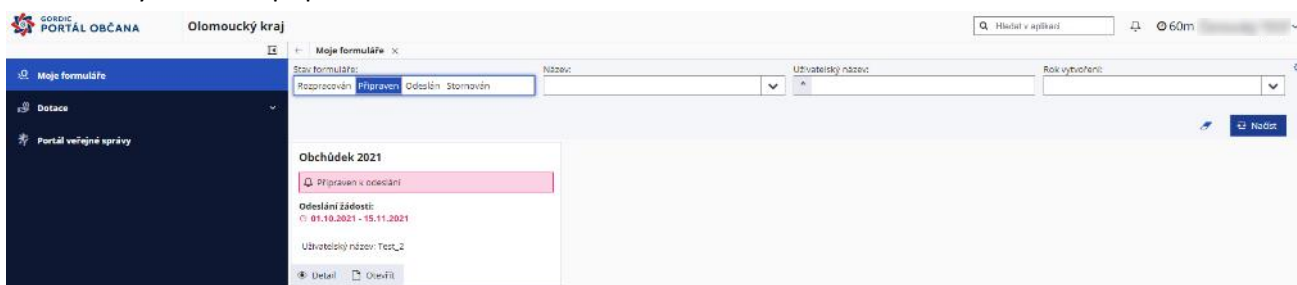 GORDIC
PORTÁL OBČANA
Olomoucký kraj
Hledat v aplikaci
60m
Moje formuláře
Stav formuláře:
Název:
Uživatelský název:
Rok vytvoření:
Rozpracován Připraven Odeslán Stornován
Moje formuláře
Dotace
Portál veřejné správy
Načíst
Obchůdek 2021
Připraven k odeslání
Odeslání žádosti:
01.10.2021 - 15.11.2021
Uživatelský název: Test_2
Detail Otevřít